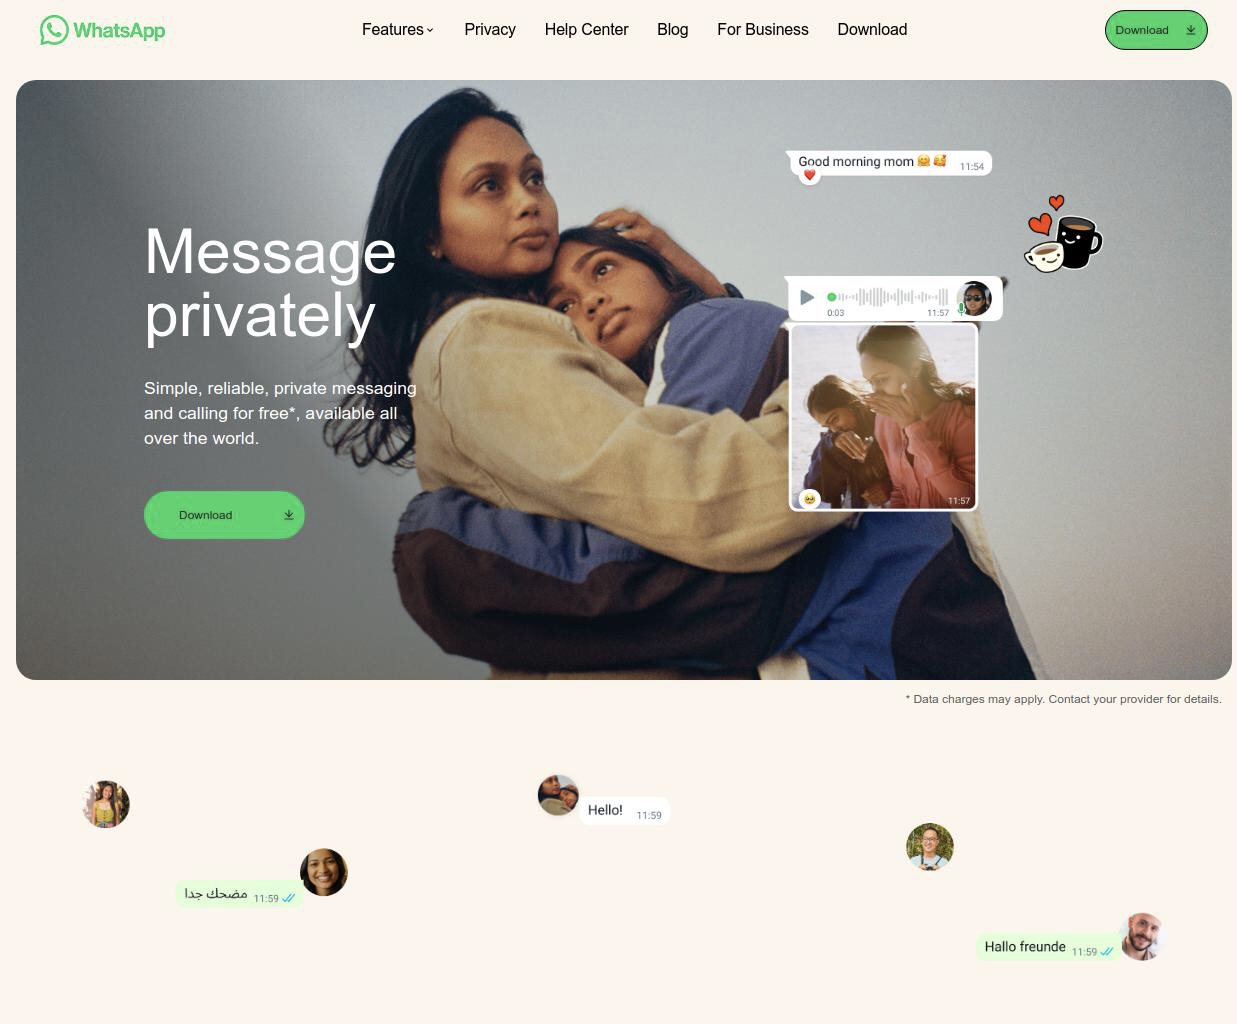 WhatsApp
Features Privacy Help Center Blog For Business Download
Download
Good morning mom 🤗 🥰 11:54
Message
privately
0:03 11:57
Simple, reliable, private messaging
and calling for free*, available all
over the world.
11:57
Download
* Data charges may apply. Contact your provider for details.
Hello! 11:59
مضحك جدا 11:59
Hallo freunde 11:59